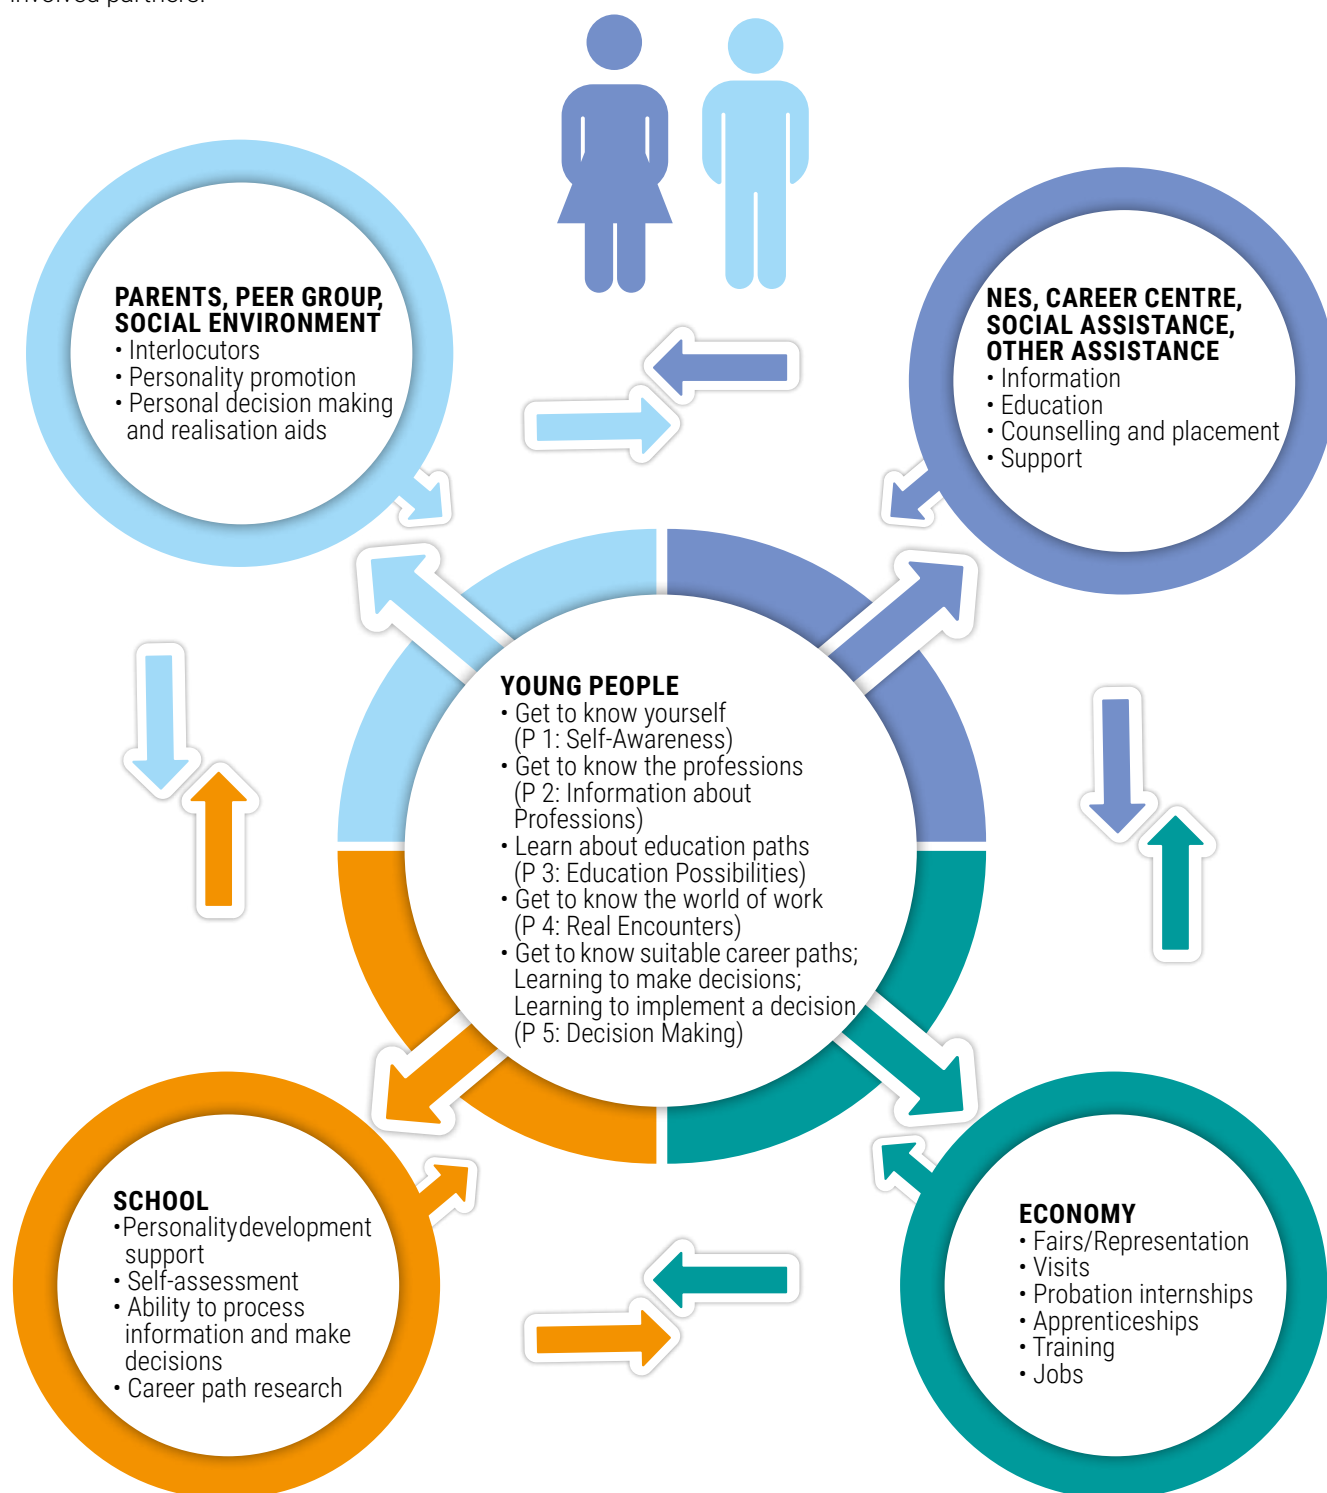 involved partners.
PARENTS, PEER GROUP,
SOCIAL ENVIRONMENT
• Interlocutors
• Personality promotion
• Personal decision making
and realisation aids
NES, CAREER CENTRE,
SOCIAL ASSISTANCE,
OTHER ASSISTANCE
• Information
• Education
• Counselling and placement
• Support
YOUNG PEOPLE
• Get to know yourself
(P 1: Self-Awareness)
• Get to know the professions
(P 2: Information about
Professions)
• Learn about education paths
(P 3: Education Possibilities)
• Get to know the world of work
(P 4: Real Encounters)
• Get to know suitable career paths;
Learning to make decisions;
Learning to implement a decision
(P 5: Decision Making)
SCHOOL
• Personality development
support
• Self-assessment
• Ability to process
information and make
decisions
• Career path research
ECONOMY
• Fairs/Representation
• Visits
• Probation internships
• Apprenticeships
• Training
• Jobs